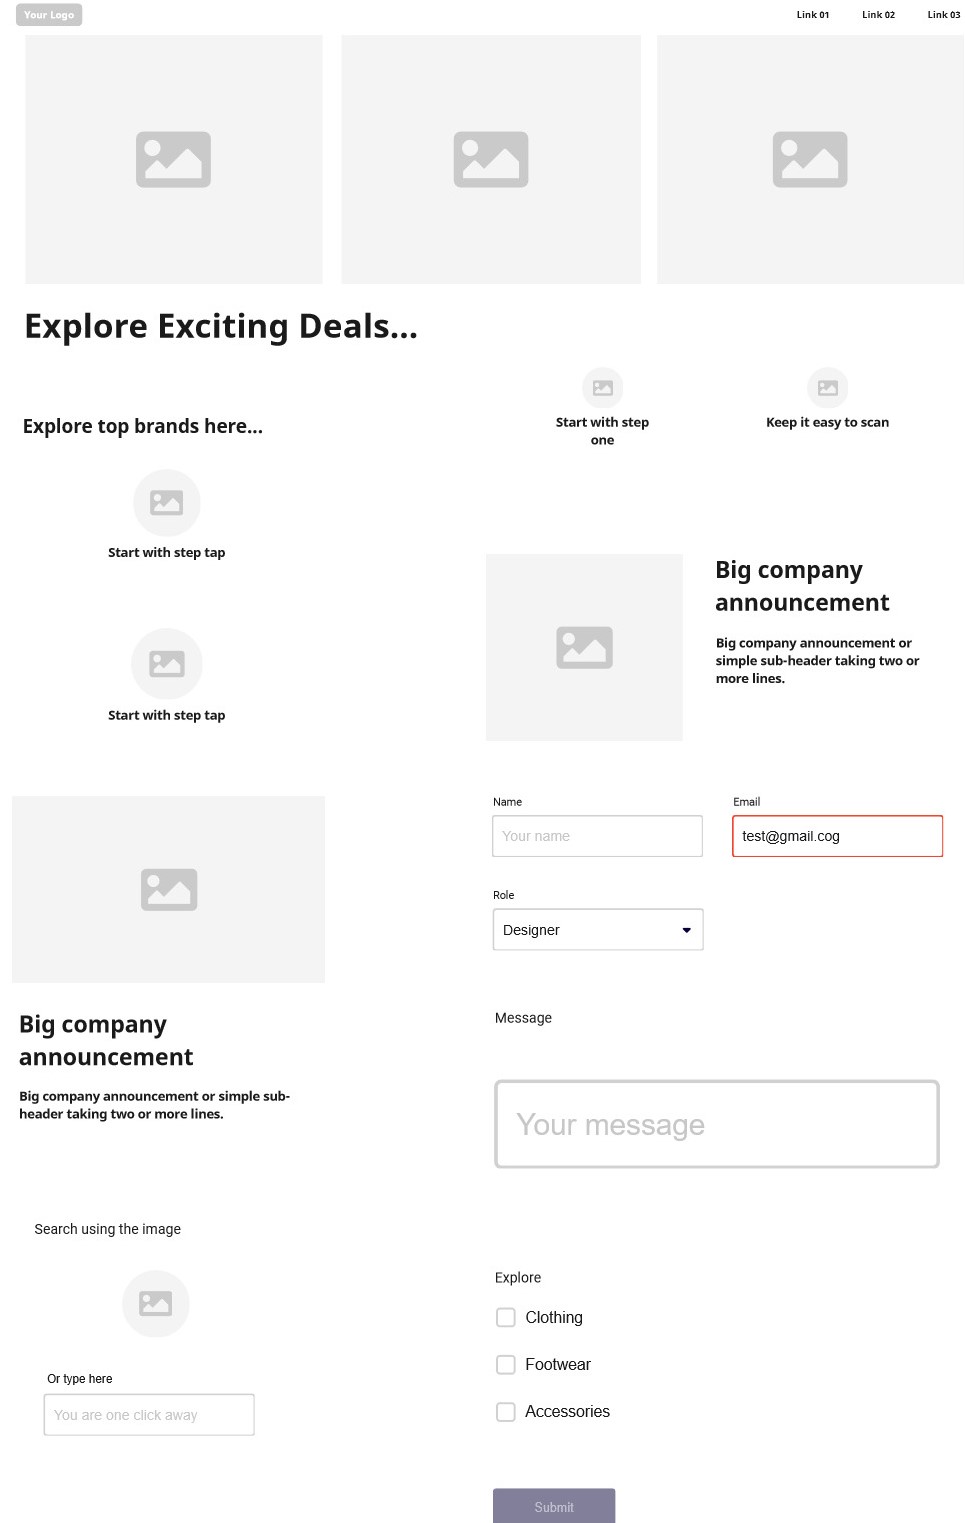 Your Logo
Link 01
Link 02
Link 03
Explore Exciting Deals...
Explore top brands here...
Start with step
one
Keep it easy to scan
Start with step tap
Start with step tap
Big company
announcement
Big company announcement or
simple sub-header taking two or
more lines.
Name
Your name
Email
test@gmail.cog
Role
Designer
Message
Your message
Big company
announcement
Big company announcement or simple sub-
header taking two or more lines.
Search using the image
Or type here
You are one click away
Explore
Clothing
Footwear
Accessories
Submit